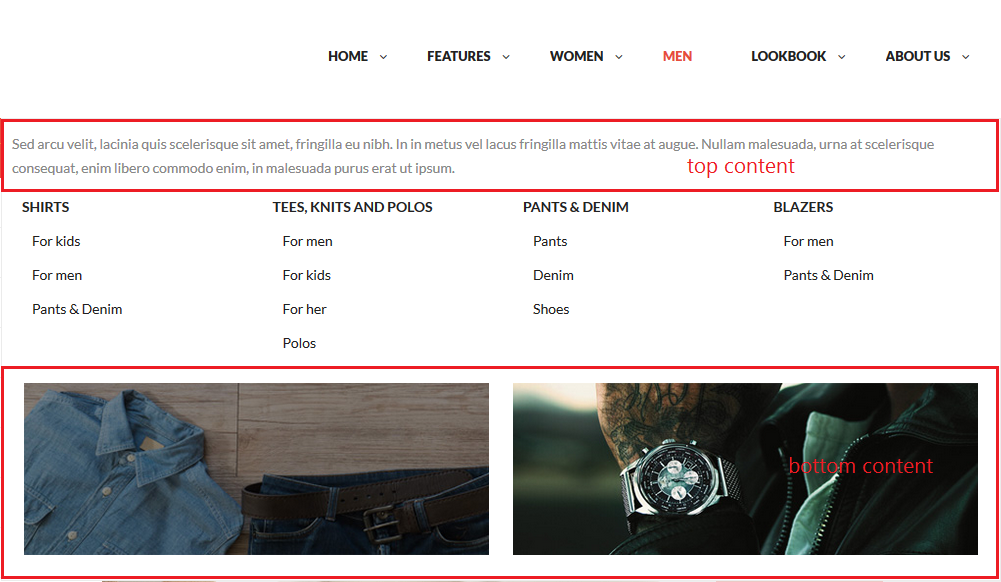 HOME FEATURES WOMEN MEN LOOKBOOK ABOUT US
Sed arcu velit, lacinia quis scelerisque sit amet, fringilla eu nibh. In in metus vel lacus fringilla mattis vitae at augue. Nullam malesuada, urna at scelerisque
consequat, enim libero commodo enim, in malesuada purus erat ut ipsum.
top content
SHIRTS TEES, KNITS AND POLOS PANTS & DENIM BLAZERS
For kids For men Pants For men
For men For kids Denim Pants & Denim
Pants & Denim For her Shoes
Polos
bottom content